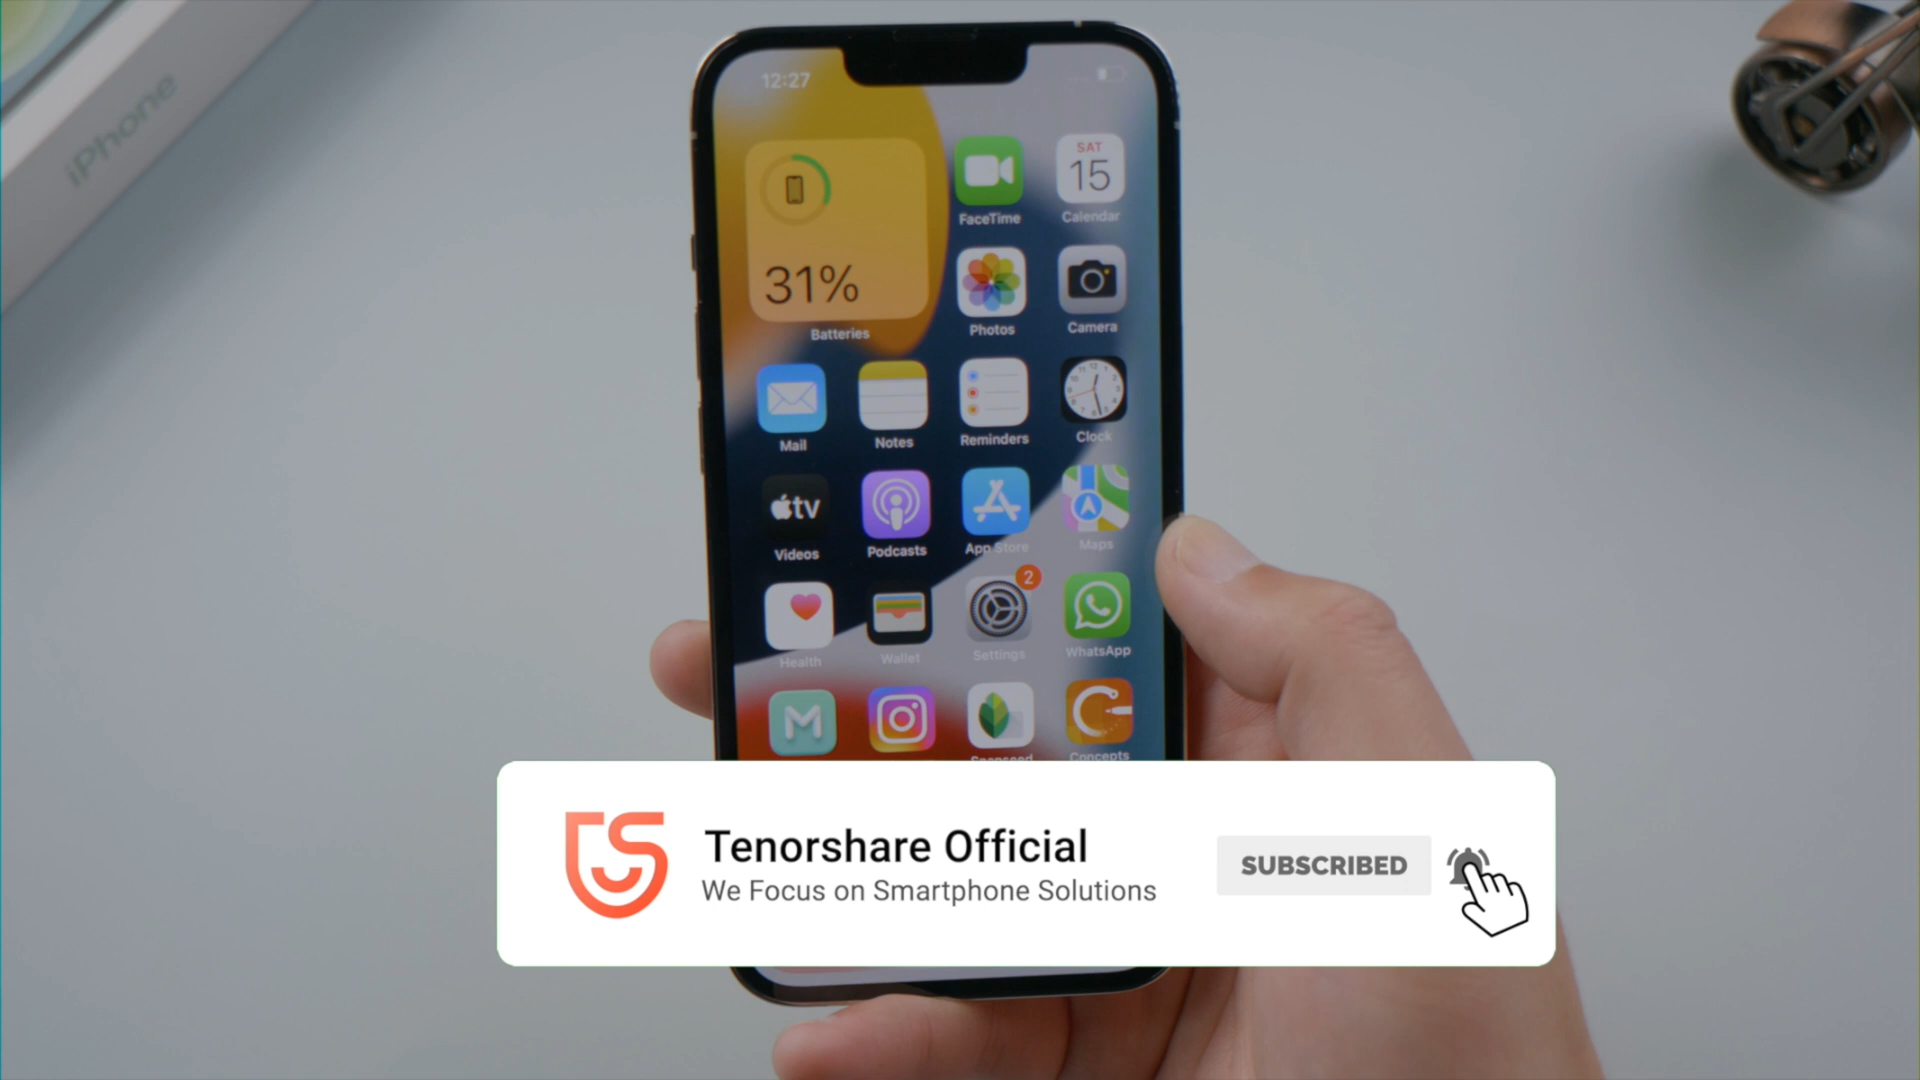 iPhone
12:27
SAT
15
FaceTime
Calendar
31%
Batteries
Photos
Camera
Mail
Notes
Reminders
Clock
tv
Videos
Podcasts
App Store
Maps
2
Health
Wallet
Settings
WhatsApp
M
Snapseed
Concepts
Tenorshare Official
We Focus on Smartphone Solutions
SUBSCRIBED